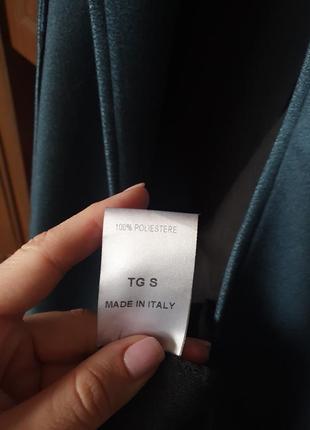 100% POLIESTERE
TG S
MADE IN ITALY